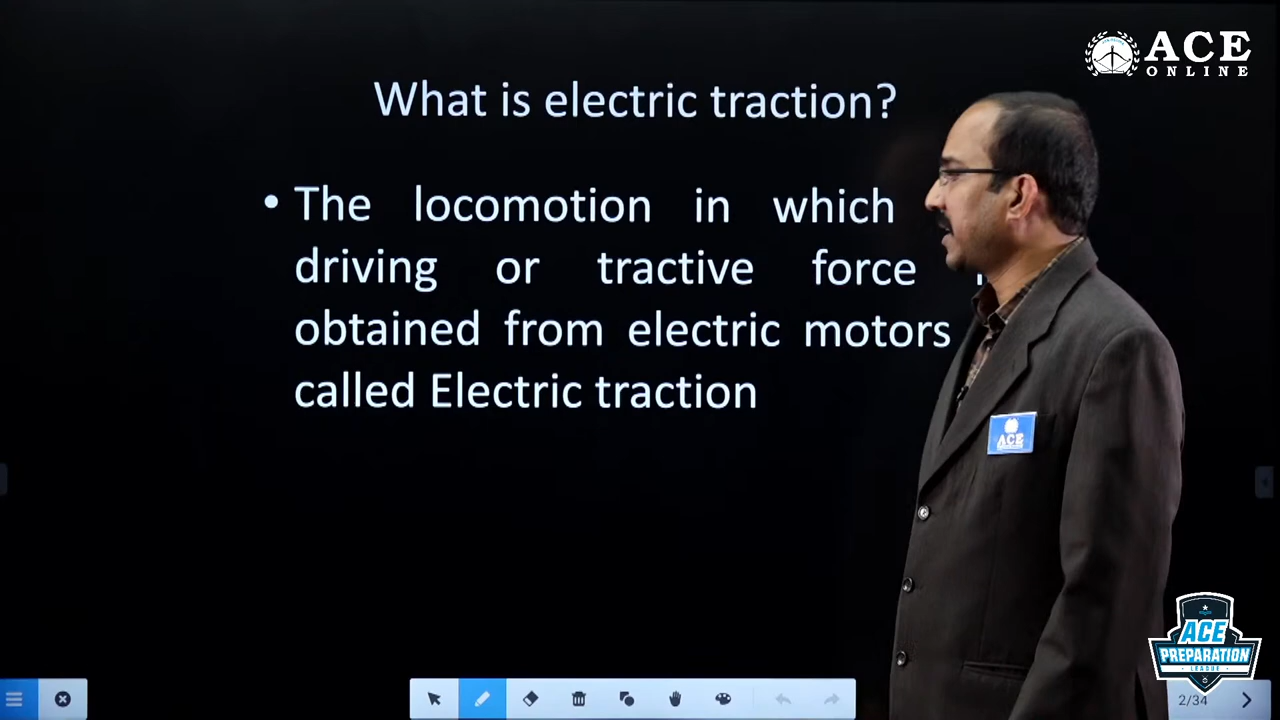 ACE
ONLINE
What is electric traction?
• The locomotion in which
driving or tractive force
obtained from electric motors
called Electric traction
ACE
ACE
PREPARATION
LEAGUE
2/34